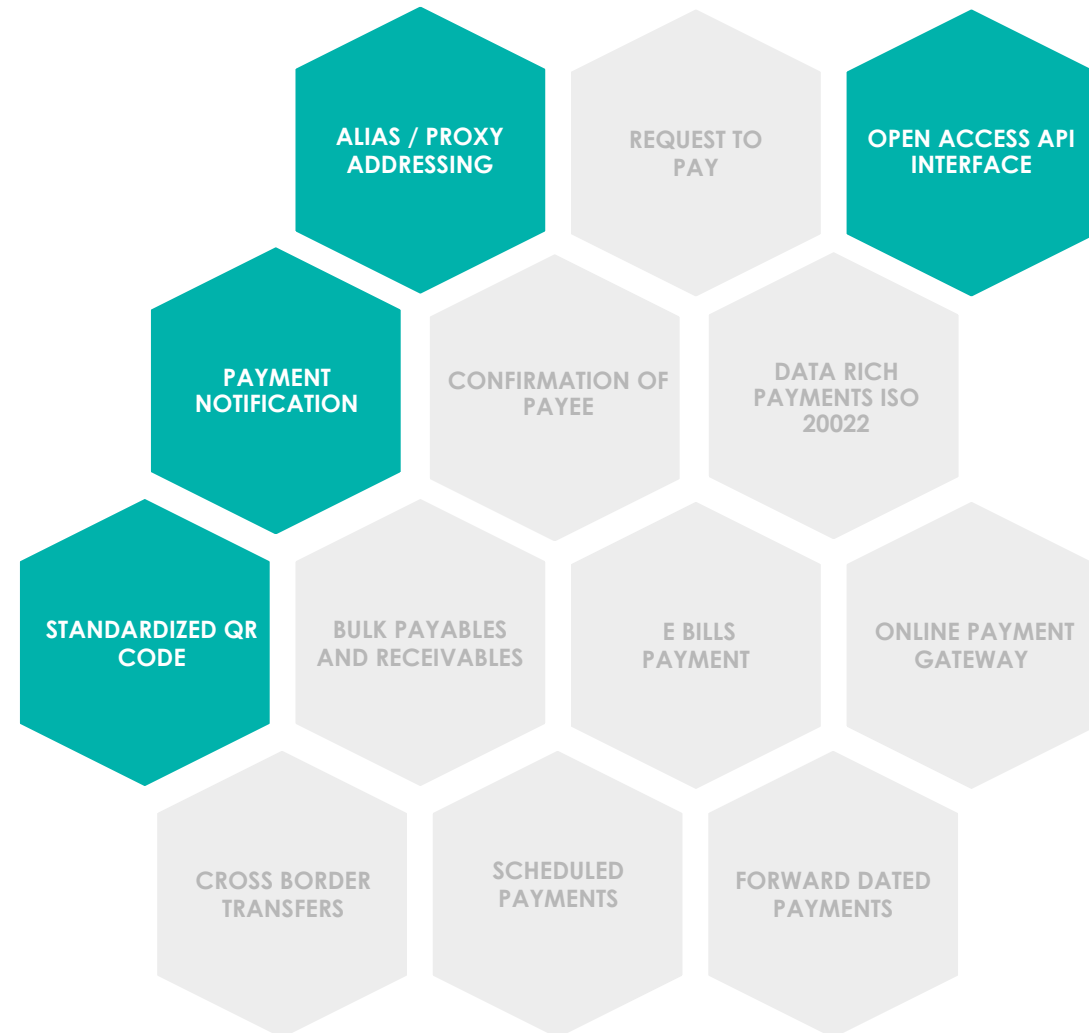 ALIAS / PROXY
ADDRESSING
REQUEST TO
PAY
OPEN ACCESS API
INTERFACE
PAYMENT
NOTIFICATION
CONFIRMATION OF
PAYEE
DATA RICH
PAYMENTS ISO
20022
STANDARDIZED QR
CODE
BULK PAYABLES
AND RECEIVABLES
E BILLS
PAYMENT
ONLINE PAYMENT
GATEWAY
CROSS BORDER
TRANSFERS
SCHEDULED
PAYMENTS
FORWARD DATED
PAYMENTS